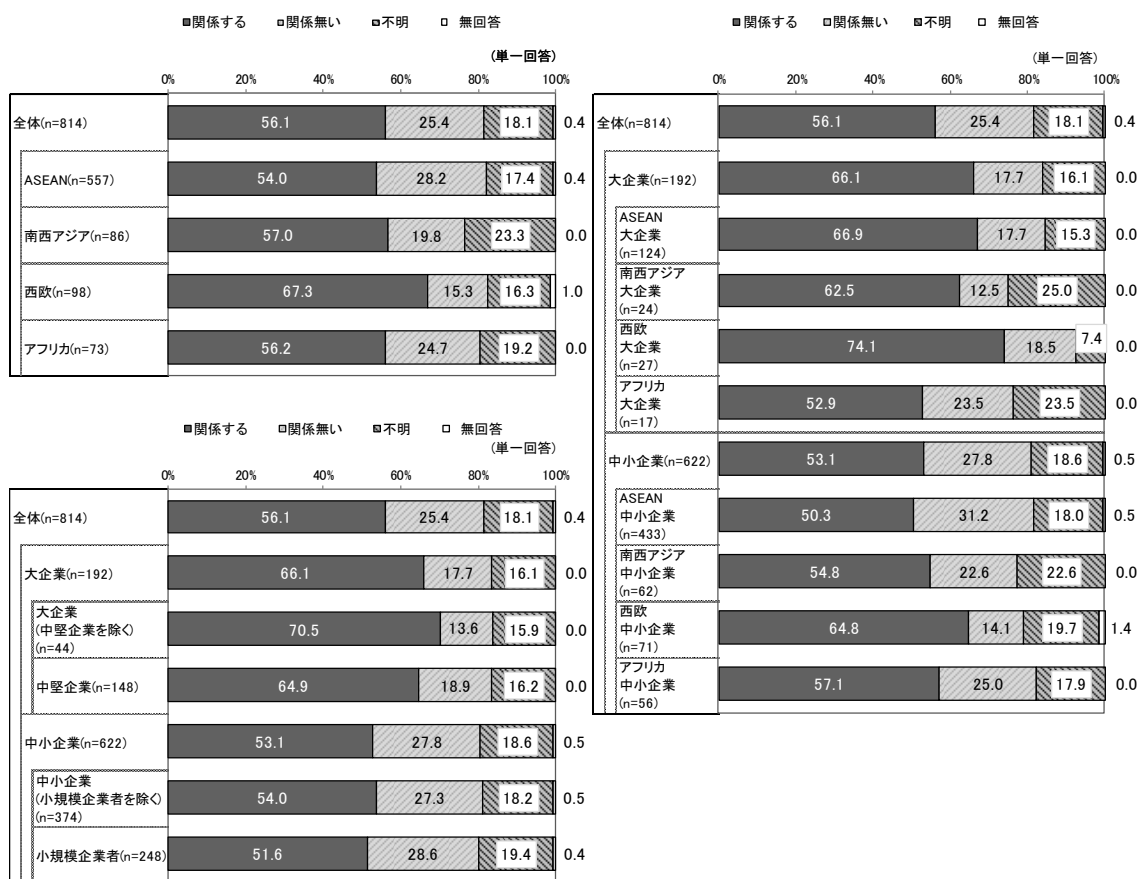 ■関係する □関係無い ■不明 □ 無回答
(単一回答)
0% 20% 40% 60% 80% 100%
全体(n=814) 56.1 25.4 18.1 0.4
ASEAN(n=557) 54.0 28.2 17.4 0.4
南西アジア(n=86) 57.0 19.8 23.3 0.0
西欧(n=98) 67.3 15.3 16.3 1.0
アフリカ(n=73) 56.2 24.7 19.2 0.0
■関係する □関係無い ■不明 □ 無回答
(単一回答)
0% 20% 40% 60% 80% 100%
全体(n=814) 56.1 25.4 18.1 0.4
大企業(n=192) 66.1 17.7 16.1 0.0
大企業
(中堅企業を除く)
(n=44)
70.5 13.6 15.9 0.0
中堅企業(n=148) 64.9 18.9 16.2 0.0
中小企業(n=622) 53.1 27.8 18.6 0.5
中小企業
(小規模企業者を除く)
(n=374)
54.0 27.3 18.2 0.5
小規模企業者(n=248) 51.6 28.6 19.4 0.4
■関係する □関係無い ■不明 □ 無回答
(単一回答)
0% 20% 40% 60% 80% 100%
全体(n=814) 56.1 25.4 18.1 0.4
大企業(n=192) 66.1 17.7 16.1 0.0
ASEAN
大企業
(n=124)
66.9 17.7 15.3 0.0
南西アジア
大企業
(n=24)
62.5 12.5 25.0 0.0
西欧
大企業
(n=27)
74.1 18.5 7.4 0.0
アフリカ
大企業
(n=17)
52.9 23.5 23.5 0.0
中小企業(n=622) 53.1 27.8 18.6 0.5
ASEAN
中小企業
(n=433)
50.3 31.2 18.0 0.5
南西アジア
中小企業
(n=62)
54.8 22.6 22.6 0.0
西欧
中小企業
(n=71)
64.8 14.1 19.7 1.4
アフリカ
中小企業
(n=56)
57.1 25.0 17.9 0.0